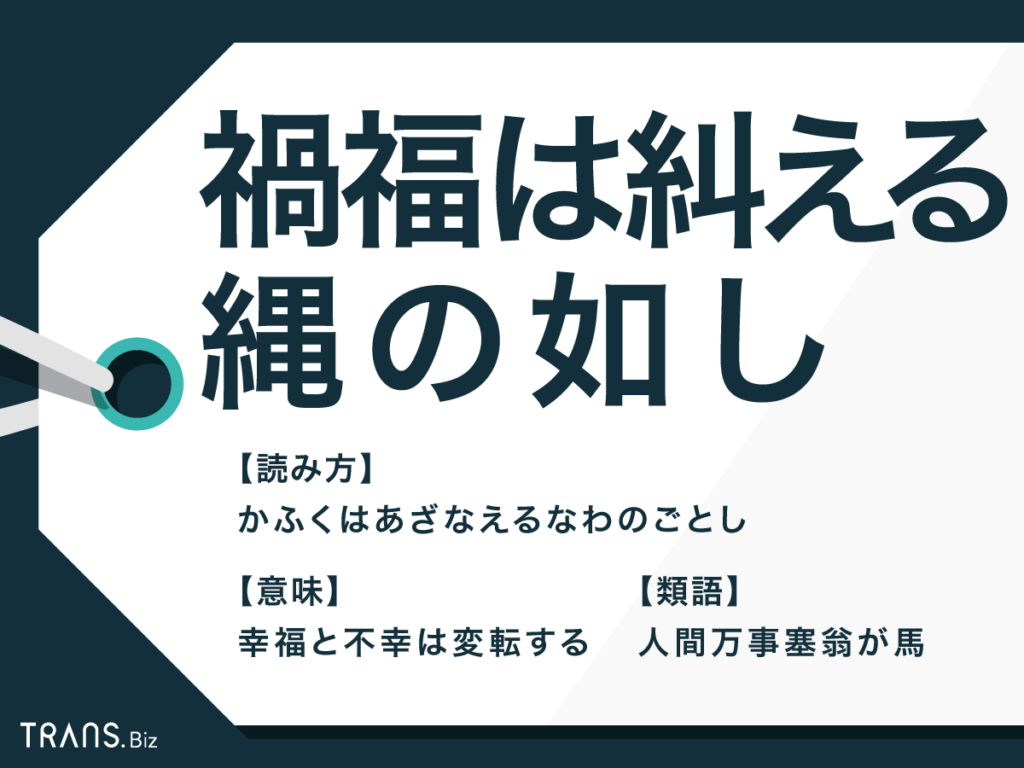 禍福は糾える
縄の如し
【読み方】
かふくはあざなえるなわのごとし
【意味】
幸福と不幸は変転する
【類語】
人間万事塞翁が馬
TRANS.Biz